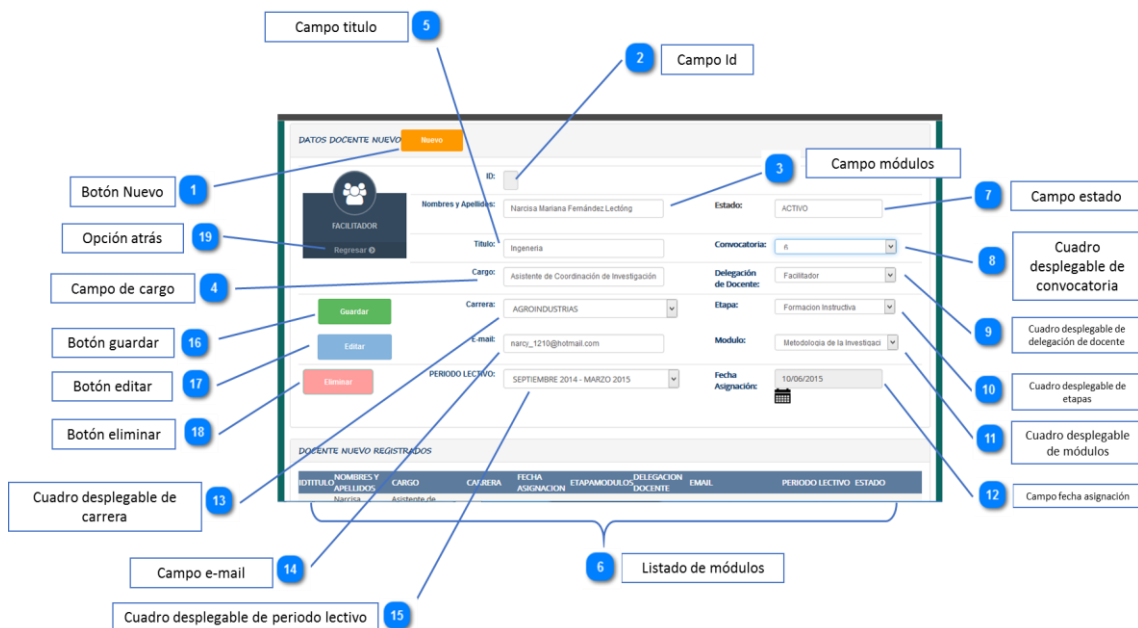 Campo titulo
5
2
Campo Id
DATOS DOCENTE NUEVO
Nuevo
Botón Nuevo
1
ID:
3
Campo módulos
FACILITADOR
Nombres y Apellidos:
Narcisa Mariana Fernández Lectóng
Estado:
ACTIVO
7
Campo estado
Opción atrás
19
Regresar
Titulo:
Ingeneria
Convocatoria:
6
8
Cuadro
desplegable de
convocatoria
Campo de cargo
4
Cargo:
Asistente de Coordinación de Investigación
Delegación
de Docente:
Facilitador
Guardar
Carrera:
AGROINDUSTRIAS
Etapa:
Formacion Instructiva
9
Cuadro desplegable de
delegación de docente
Botón guardar
16
Editar
E-mail:
narcy_1210@hotmail.com
Modulo:
Metodologia de la Investigaci
Botón editar
17
10
Cuadro desplegable de
etapas
Eliminar
PERIODO LECTIVO:
SEPTIEMBRE 2014 - MARZO 2015
Fecha
Asignación:
10/06/2015
Botón eliminar
18
11
Cuadro desplegable
de módulos
DOCENTE NUEVO REGISTRADOS
IDTITULO
NOMBRES Y
APELLIDOS
CARGO
CARRERA
FECHA
ASIGNACION
ETAPAMODULOS
DELEGACION
DOCENTE
EMAIL
PERIODO LECTIVO
ESTADO
Narcisa
Asistente de
Cuadro desplegable de
carrera
13
12
Campo fecha asignación
Campo e-mail
14
6
Listado de módulos
Cuadro desplegable de periodo lectivo
15